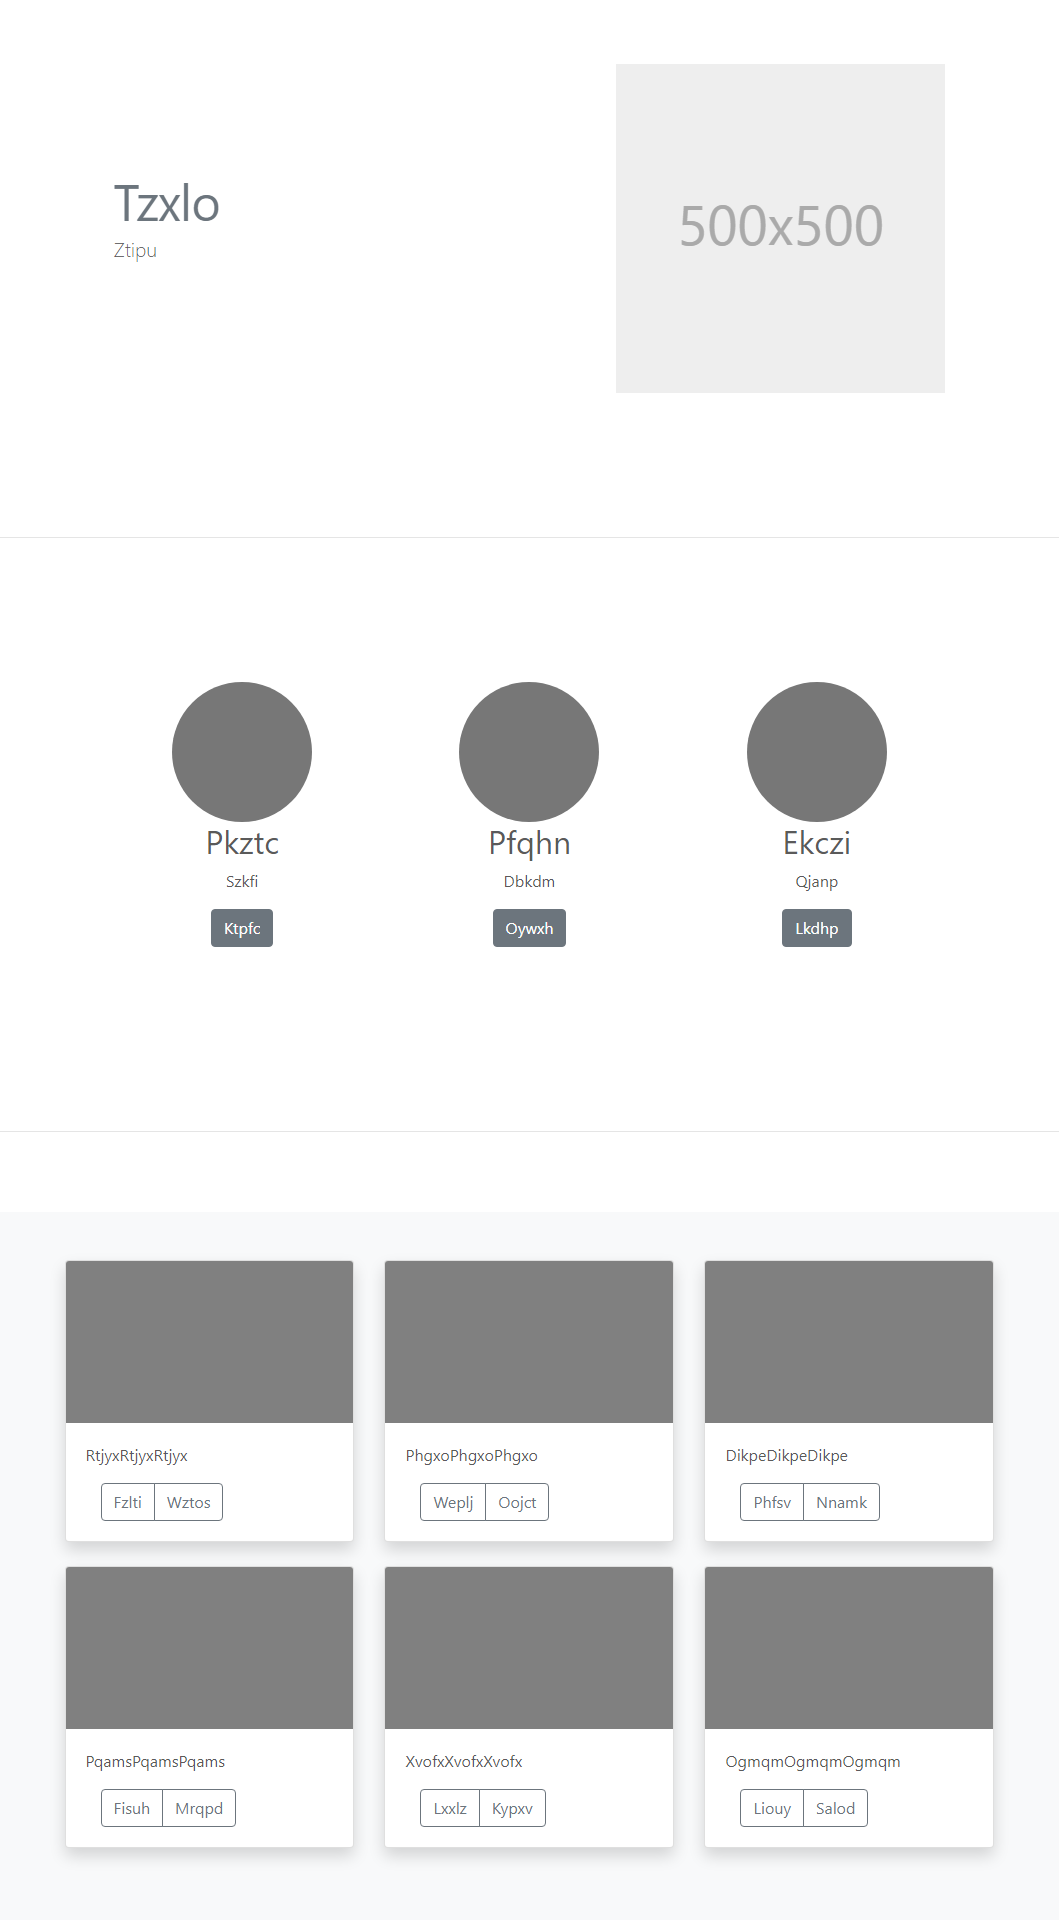 Tzxlo
Ztipu
500x500
Pkztc
Szkfi
Ktpfc
Pfqhn
Dbkdm
Oywxh
Ekczi
Qjanp
Lkdhp
RtjyxRtjyxRtjyx
Fzlti Wztos
PhgxoPhgxoPhgxo
Weplj Oojct
DikpeDikpeDikpe
Phfsv Nnamk
PqamsPqamsPqams
Fisuh Mrqpd
XvofxXvofxXvofx
Lxxlz Kypxv
OgmqmOgmqmOgmqm
Liouy Salod